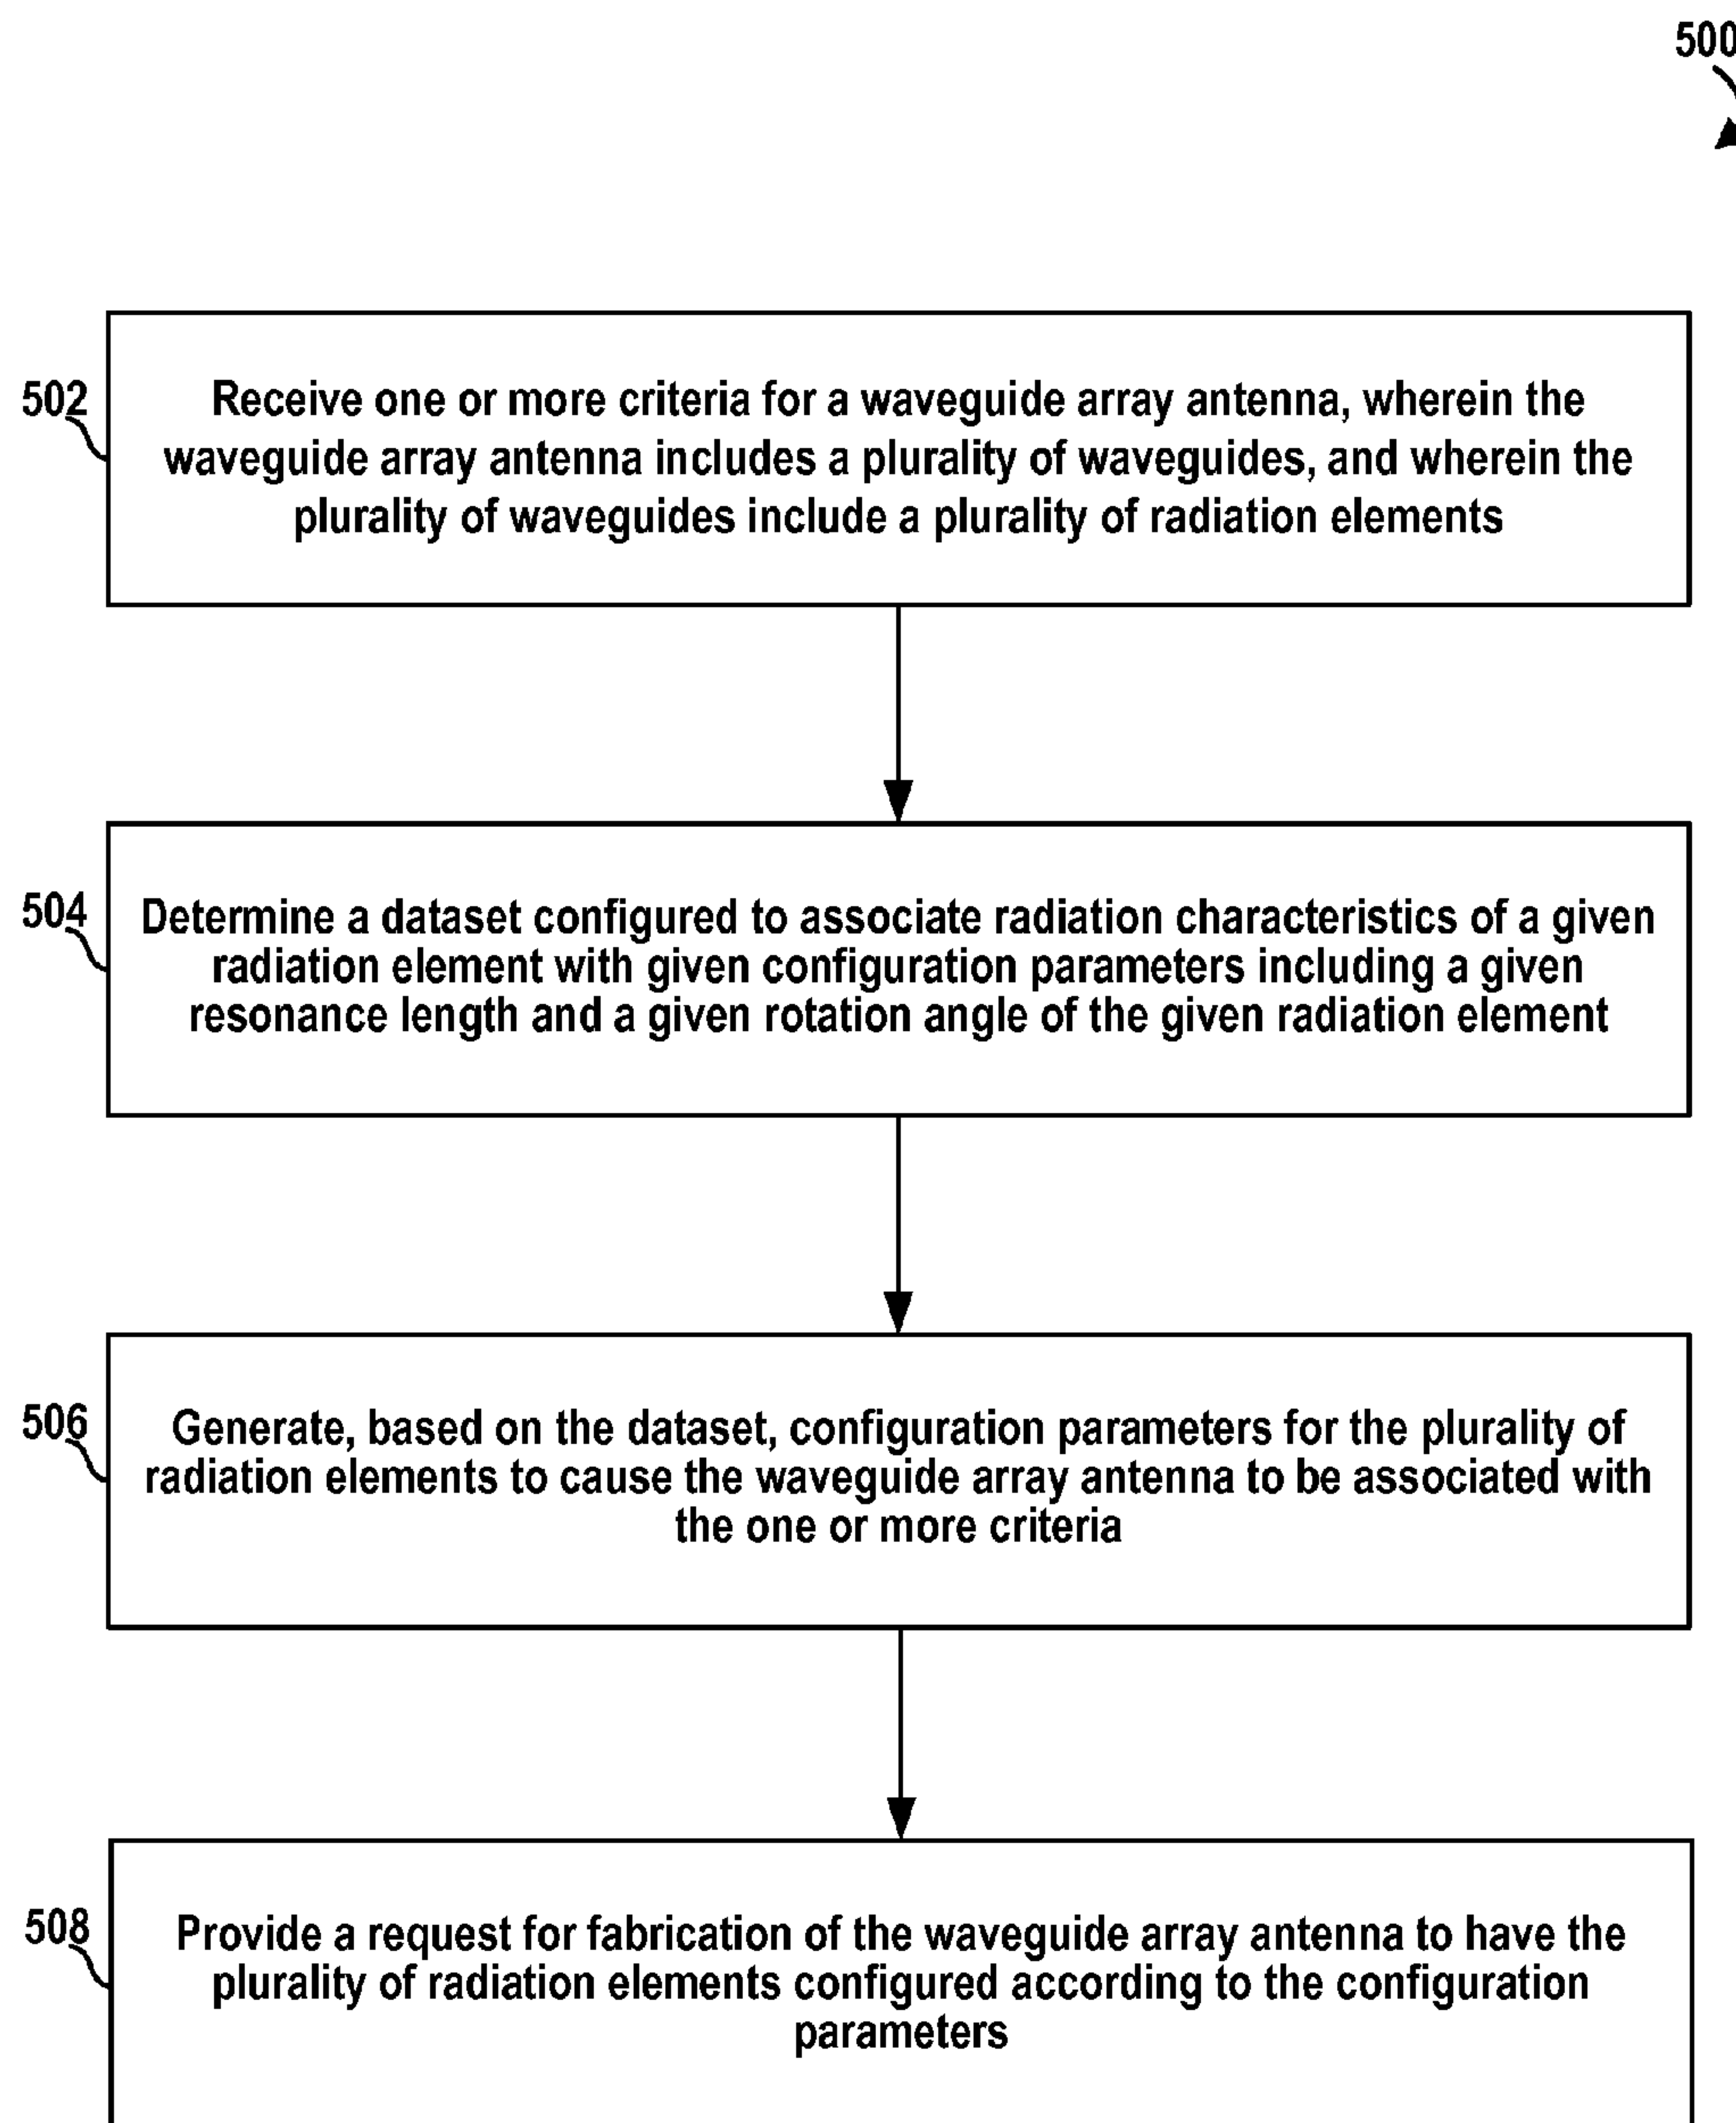 500
502
Receive one or more criteria for a waveguide array antenna, wherein the
waveguide array antenna includes a plurality of waveguides, and wherein the
plurality of waveguides include a plurality of radiation elements
504
Determine a dataset configured to associate radiation characteristics of a given
radiation element with given configuration parameters including a given
resonance length and a given rotation angle of the given radiation element
506
Generate, based on the dataset, configuration parameters for the plurality of
radiation elements to cause the waveguide array antenna to be associated with
the one or more criteria
508
Provide a request for fabrication of the waveguide array antenna to have the
plurality of radiation elements configured according to the configuration
parameters